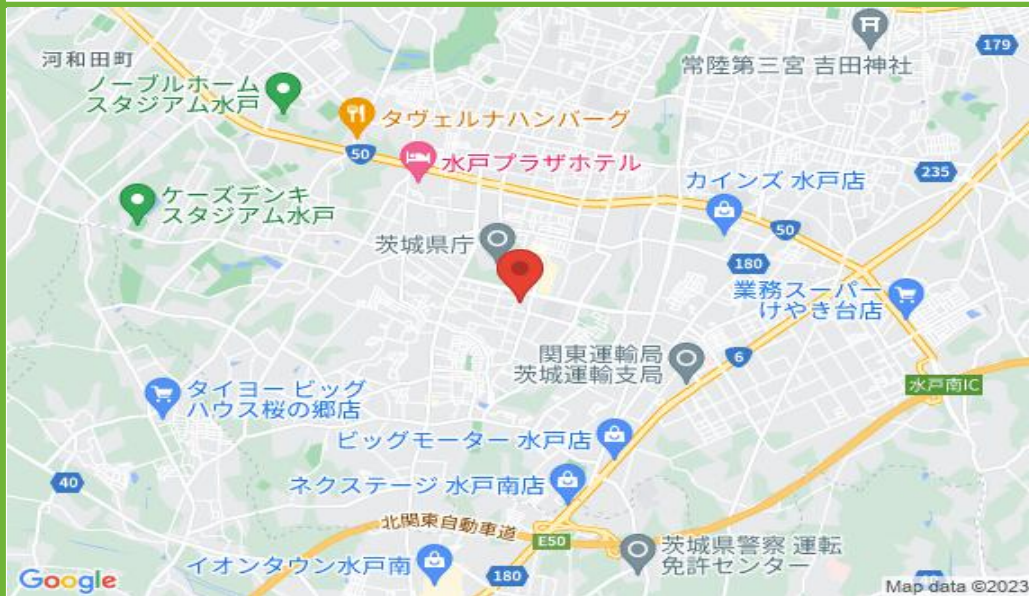 河和田町
ノーブルホーム
スタジアム水戸
常陸第三宮 吉田神社
179
タヴェルナハンバーグ
50
水戸プラザホテル
235
ケーズデンキ
スタジアム水戸
カインズ 水戸店
50
茨城県庁
180
業務スーパー
けやき台店
関東運輸局
茨城運輸支局
6
水戸南IC
タイヨー ビッグ
ハウス桜の郷店
ビッグモーター 水戸店
40
ネクステージ 水戸南店
北関東自動車道
E50
茨城県警察 運転
免許センター
イオンタウン水戸南
180
Google
Map data ©2023